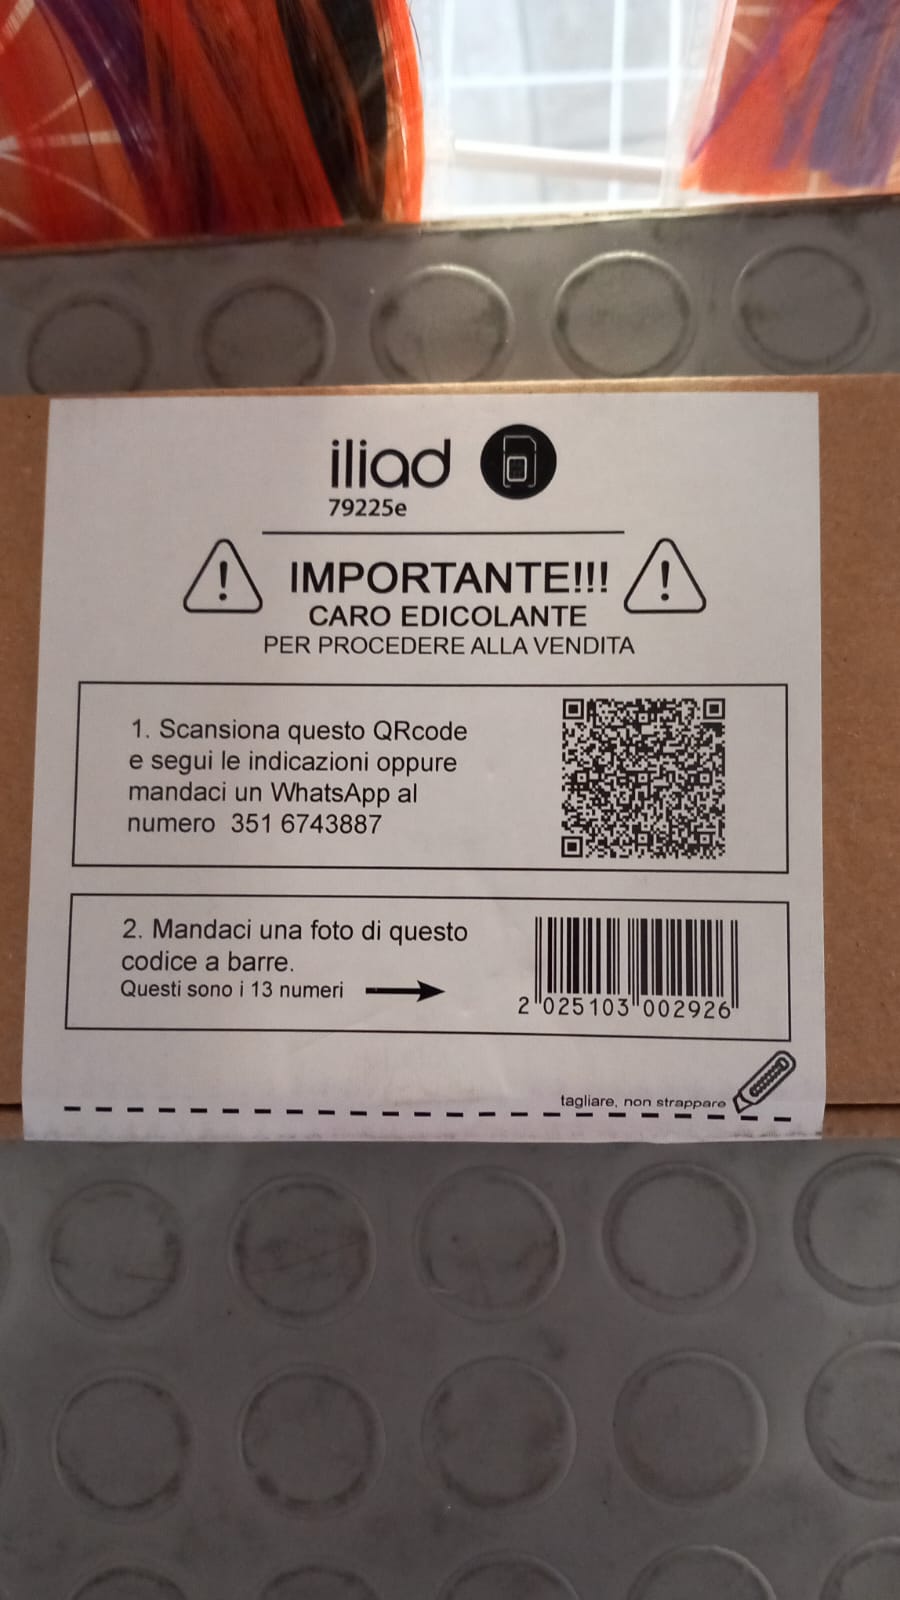 iliad
79225e
IMPORTANTE!!!
CARO EDICOLANTE
PER PROCEDERE ALLA VENDITA
1. Scansiona questo QRcode
e segui le indicazioni oppure
mandaci un WhatsApp al
numero 351 6743887
2. Mandaci una foto di questo
codice a barre.
Questi sono i 13 numeri
2 025103 002926
tagliare, non strappare